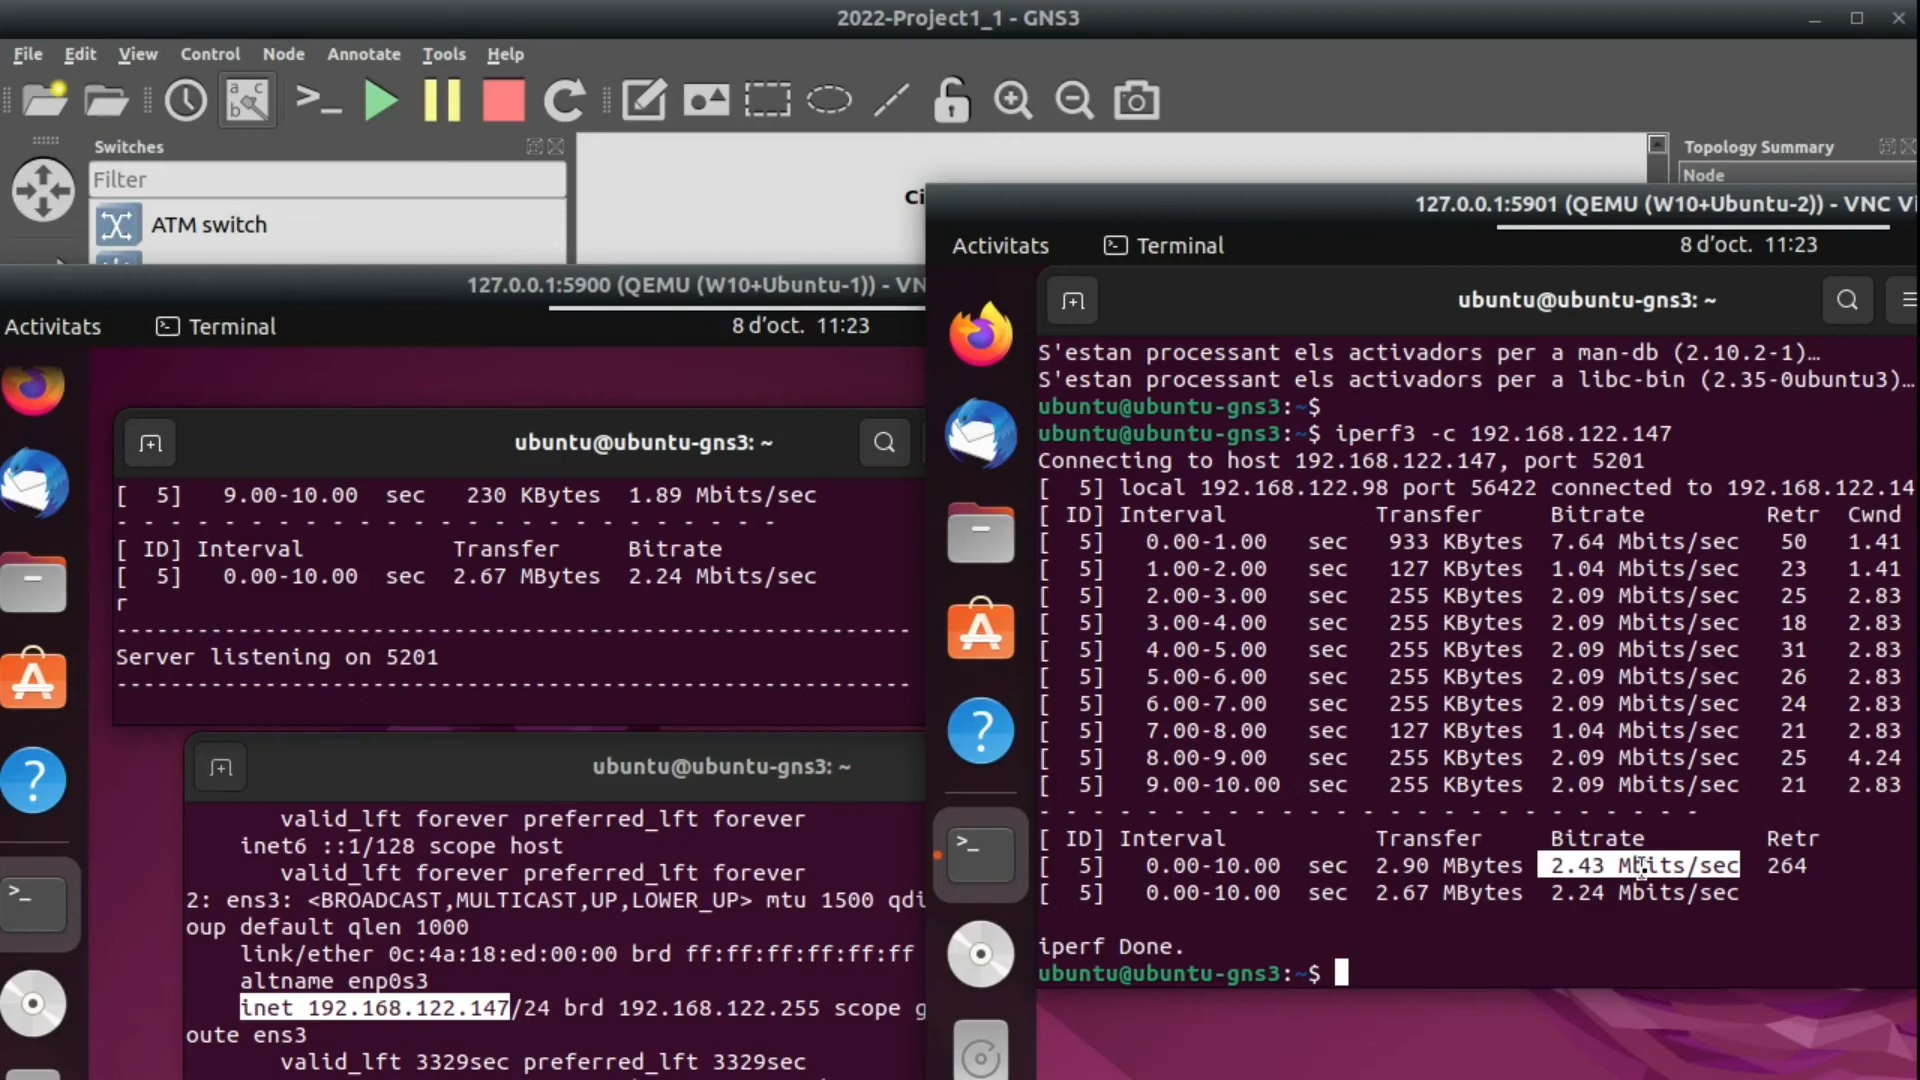 2022-Project1_1 - GNS3
File Edit View Control Node Annotate Tools Help
Switches
Filter
ATM switch
Topology Summary
Node
Ci
127.0.0.1:5900 (QEMU (W10+Ubuntu-1)) - VN
Activitats Terminal 8 d'oct. 11:23
ubuntu@ubuntu-gns3: ~
[  5]   9.00-10.00  sec   230 KBytes  1.89 Mbits/sec
- - - - - - - - - - - - - - - - - - - - - - - - -
[ ID] Interval           Transfer     Bitrate
[  5]   0.00-10.00  sec  2.67 MBytes  2.24 Mbits/sec
r
-----------------------------------------------------------
Server listening on 5201
-----------------------------------------------------------
ubuntu@ubuntu-gns3: ~
valid_lft forever preferred_lft forever
inet6 ::1/128 scope host
valid_lft forever preferred_lft forever
2: ens3: <BROADCAST,MULTICAST,UP,LOWER_UP> mtu 1500 qdi
oup default qlen 1000
link/ether 0c:4a:18:ed:00:00 brd ff:ff:ff:ff:ff:ff
altname enp0s3
inet 192.168.122.147/24 brd 192.168.122.255 scope g
oute ens3
valid_lft 3329sec preferred_lft 3329sec
127.0.0.1:5901 (QEMU (W10+Ubuntu-2)) - VNC Vi
Activitats Terminal 8 d'oct. 11:23
ubuntu@ubuntu-gns3: ~
S'estan processant els activadors per a man-db (2.10.2-1)…
S'estan processant els activadors per a libc-bin (2.35-0ubuntu3)…
ubuntu@ubuntu-gns3:~$
ubuntu@ubuntu-gns3:~$ iperf3 -c 192.168.122.147
Connecting to host 192.168.122.147, port 5201
[  5] local 192.168.122.98 port 56422 connected to 192.168.122.14
[ ID] Interval           Transfer     Bitrate         Retr  Cwnd
[  5]   0.00-1.00   sec   933 KBytes  7.64 Mbits/sec   50   1.41
[  5]   1.00-2.00   sec   127 KBytes  1.04 Mbits/sec   23   1.41
[  5]   2.00-3.00   sec   255 KBytes  2.09 Mbits/sec   25   2.83
[  5]   3.00-4.00   sec   255 KBytes  2.09 Mbits/sec   18   2.83
[  5]   4.00-5.00   sec   255 KBytes  2.09 Mbits/sec   31   2.83
[  5]   5.00-6.00   sec   255 KBytes  2.09 Mbits/sec   26   2.83
[  5]   6.00-7.00   sec   255 KBytes  2.09 Mbits/sec   24   2.83
[  5]   7.00-8.00   sec   127 KBytes  1.04 Mbits/sec   21   2.83
[  5]   8.00-9.00   sec   255 KBytes  2.09 Mbits/sec   25   4.24
[  5]   9.00-10.00  sec   255 KBytes  2.09 Mbits/sec   21   2.83
- - - - - - - - - - - - - - - - - - - - - - - - -
[ ID] Interval           Transfer     Bitrate         Retr
[  5]   0.00-10.00  sec  2.90 MBytes  2.43 Mbits/sec  264
[  5]   0.00-10.00  sec  2.67 MBytes  2.24 Mbits/sec
iperf Done.
ubuntu@ubuntu-gns3:~$